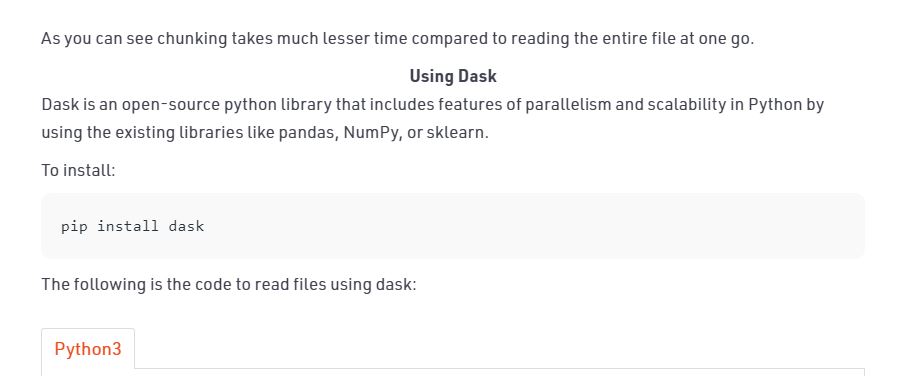 As you can see chunking takes much lesser time compared to reading the entire file at one go.
Using Dask
Dask is an open-source python library that includes features of parallelism and scalability in Python by
using the existing libraries like pandas, NumPy, or sklearn.
To install:
pip install dask
The following is the code to read files using dask:
Python3